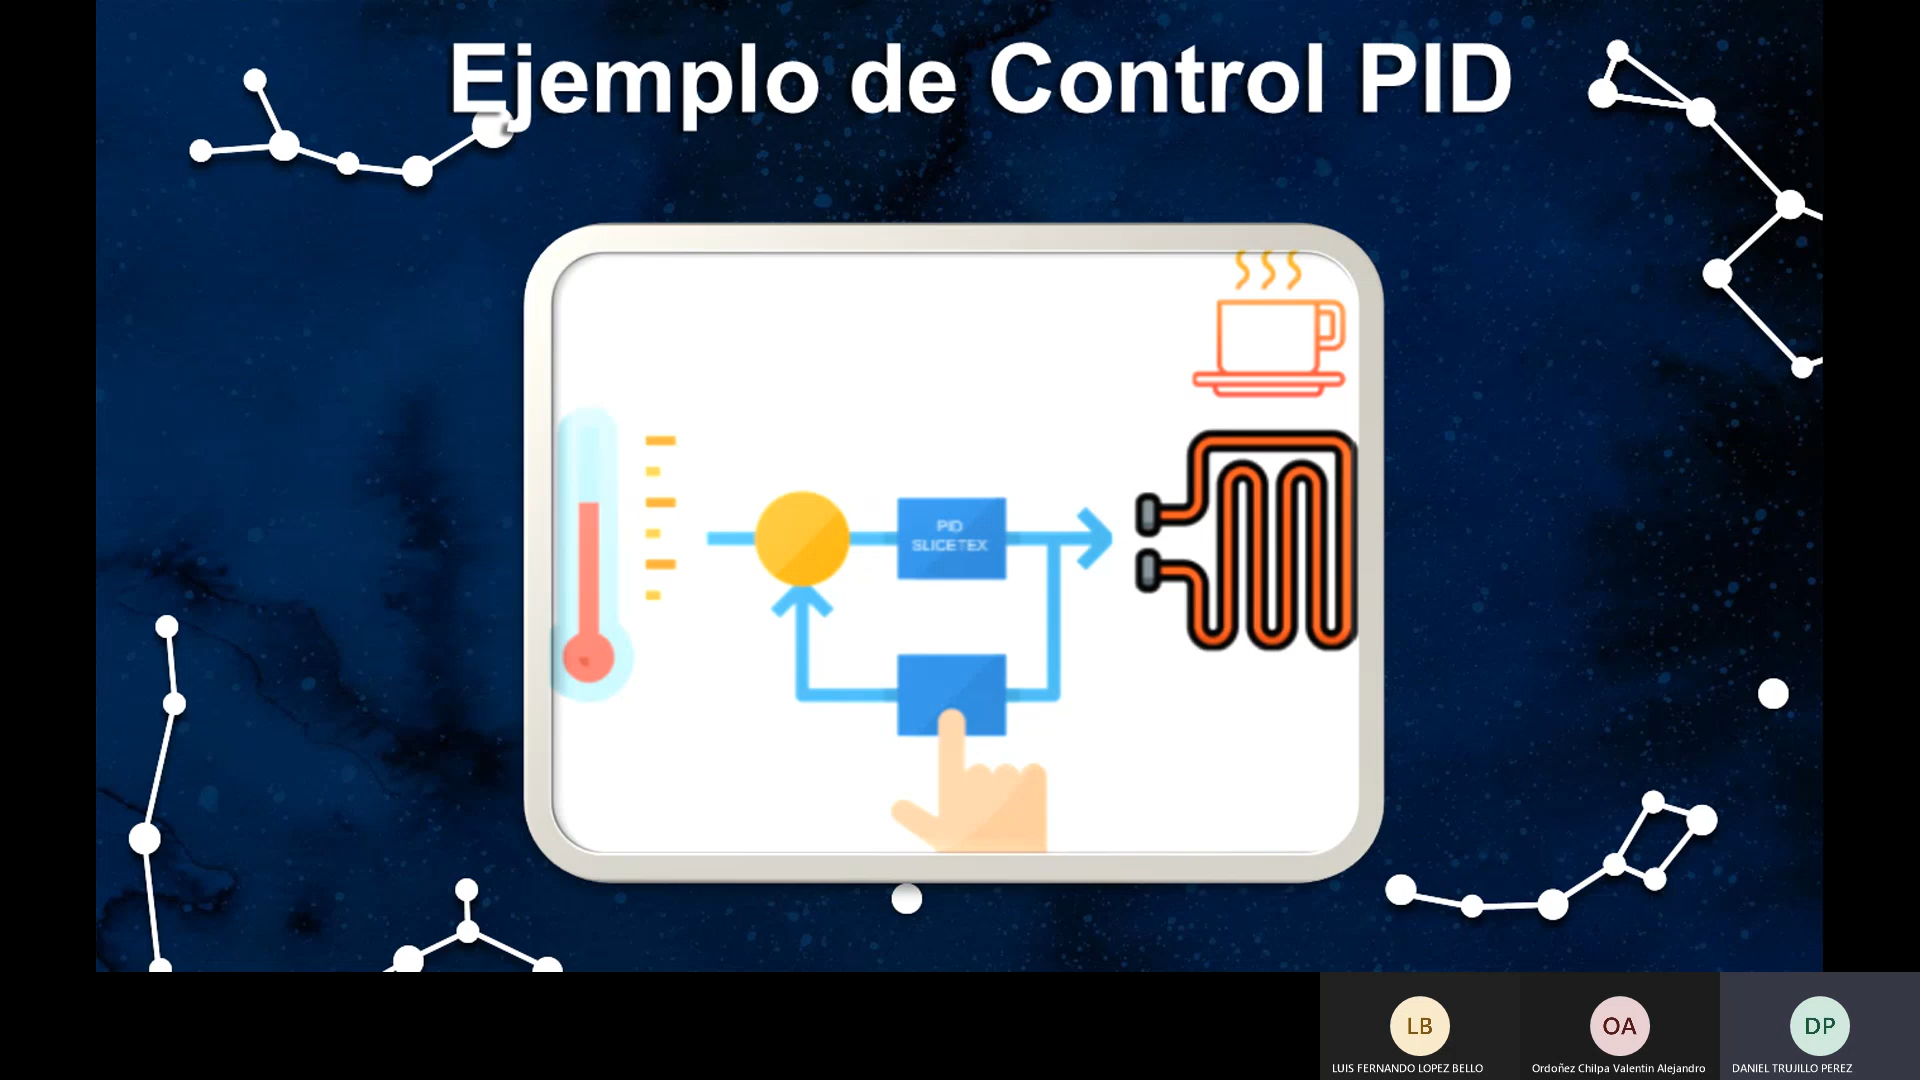 Ejemplo de Control PID
PID
SLICETEX
LB
OA
DP
LUIS FERNANDO LOPEZ BELLO
Ordoñez Chilpa Valentin Alejandro
DANIEL TRUJILLO PEREZ